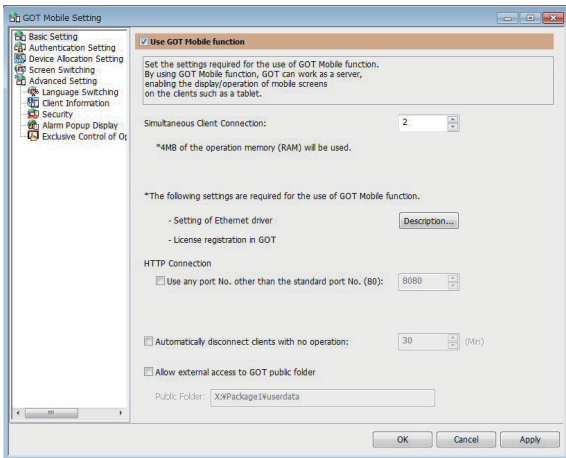 GOT Mobile Setting
Basic Setting
Authentication Setting
Device Allocation Setting
Screen Switching
Advanced Setting
Language Switching
Client Information
Security
Alarm Popup Display
Exclusive Control of Op
Use GOT Mobile function
Set the settings required for the use of GOT Mobile function.
By using GOT Mobile function, GOT can work as a server,
enabling the display/operation of mobile screens
on the clients such as a tablet.
Simultaneous Client Connection: 2
*4MB of the operation memory (RAM) will be used.
*The following settings are required for the use of GOT Mobile function.
- Setting of Ethernet driver Description...
- License registration in GOT
HTTP Connection
Use any port No. other than the standard port No. (80): 8080
Automatically disconnect clients with no operation: 30 (Min)
Allow external access to GOT public folder
Public Folder: X:¥Package1¥userdata
OK Cancel Apply